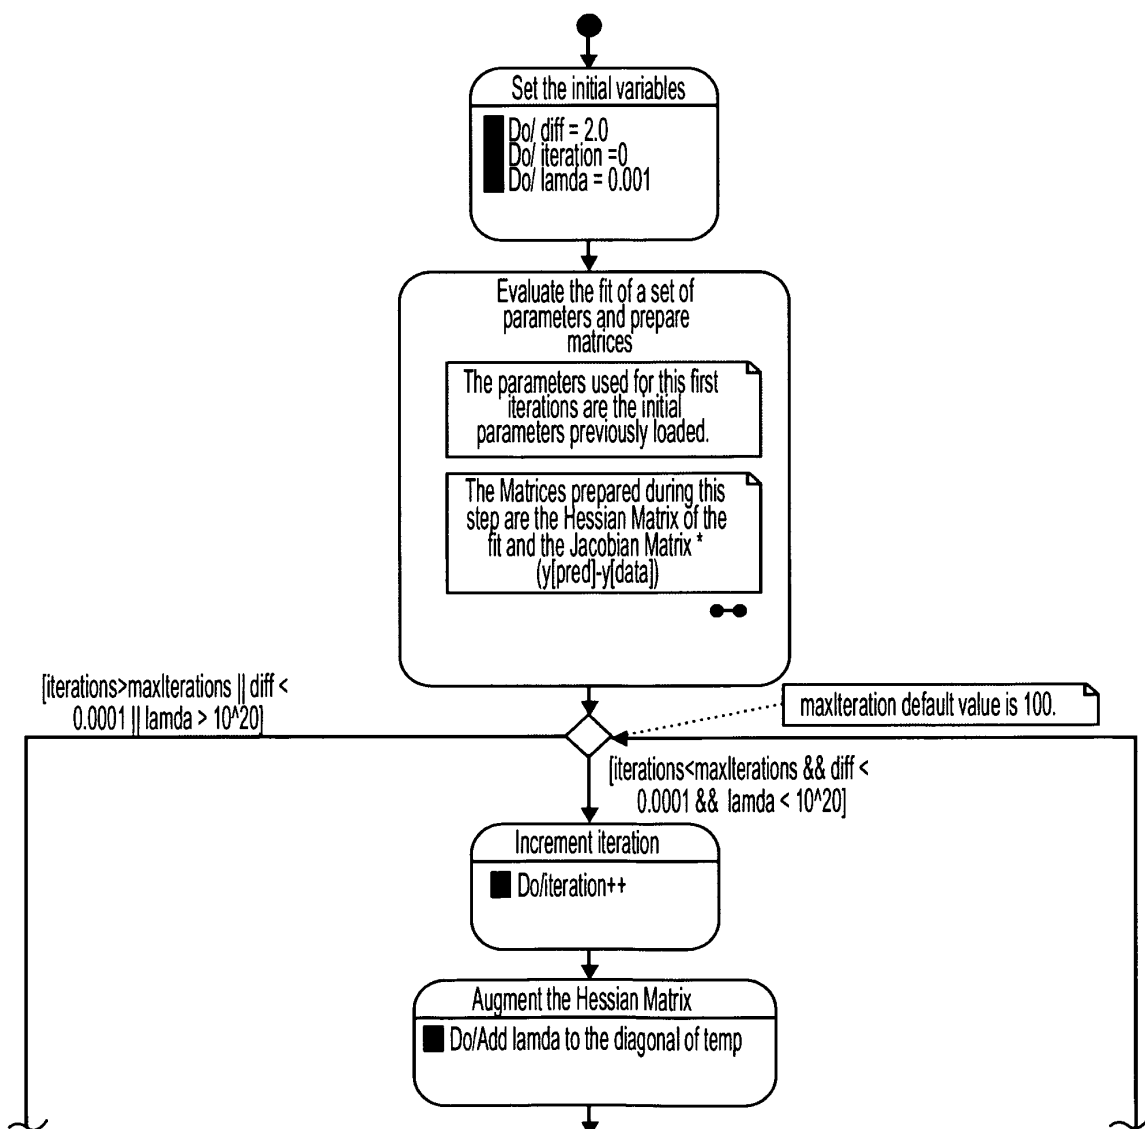 Set the initial variables
Do/ diff = 2.0
Do/ iteration =0
Do/ lamda = 0.001
Evaluate the fit of a set of
parameters and prepare
matrices
The parameters used for this first
iterations are the initial
parameters previously loaded.
The Matrices prepared during this
step are the Hessian Matrix of the
fit and the Jacobian Matrix *
(y[pred]-y[data])
[iterations>maxIterations || diff <
0.0001 || lamda > 10^20]
maxIteration default value is 100.
[iterations<maxIterations && diff <
0.0001 && lamda < 10^20]
Increment iteration
Do/iteration++
Augment the Hessian Matrix
Do/Add lamda to the diagonal of temp